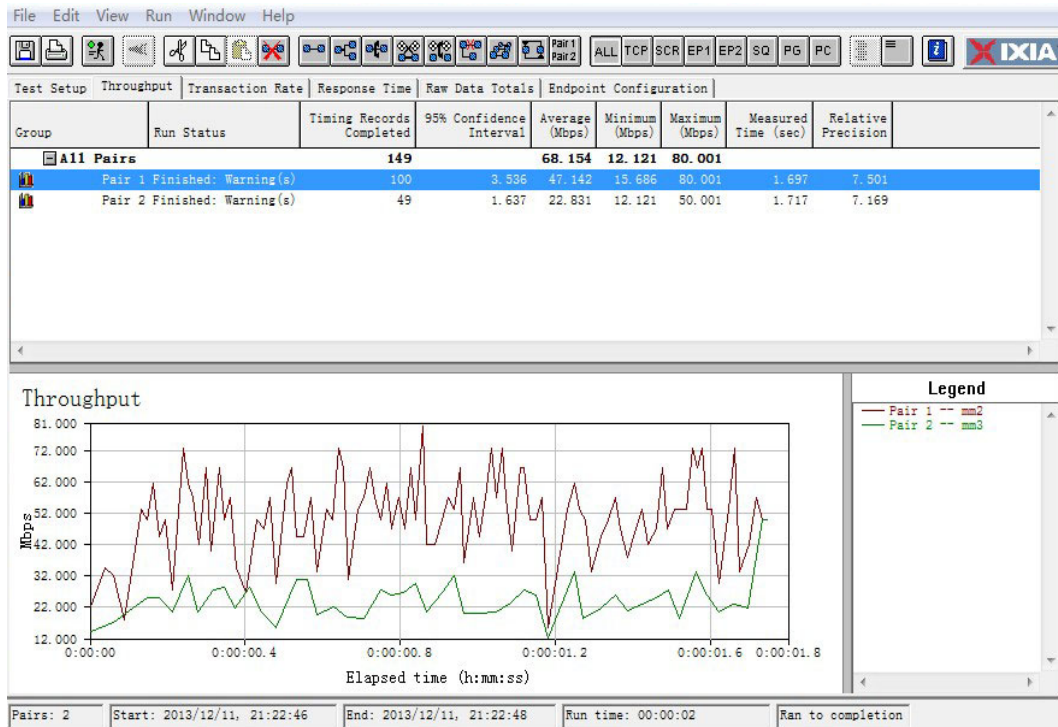 File Edit View Run Window Help
Pair 1
Pair 2
ALL TCP SCR EP1 EP2 SQ PG PC
i
IXIA
Test Setup Throughput Transaction Rate Response Time Raw Data Totals Endpoint Configuration
Group Run Status Timing Records Completed 95% Confidence Interval Average (Mbps) Minimum (Mbps) Maximum (Mbps) Measured Time (sec) Relative Precision
All Pairs 149 68.154 12.121 80.001
Pair 1 Finished: Warning(s) 100 3.536 47.142 15.686 80.001 1.697 7.501
Pair 2 Finished: Warning(s) 49 1.637 22.831 12.121 50.001 1.717 7.169
Throughput
Mbps
81.000
72.000
62.000
52.000
42.000
32.000
22.000
12.000
0:00:00 0:00:00.4 0:00:00.8 0:00:01.2 0:00:01.6 0:00:01.8
Elapsed time (h:mm:ss)
Legend
Pair 1 -- mm2
Pair 2 -- mm3
Pairs: 2 Start: 2013/12/11, 21:22:46 End: 2013/12/11, 21:22:48 Run time: 00:00:02 Ran to completion